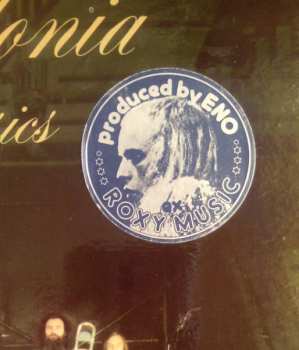 onia
ics
produced by ENO
ex:
ROXY MUSIC